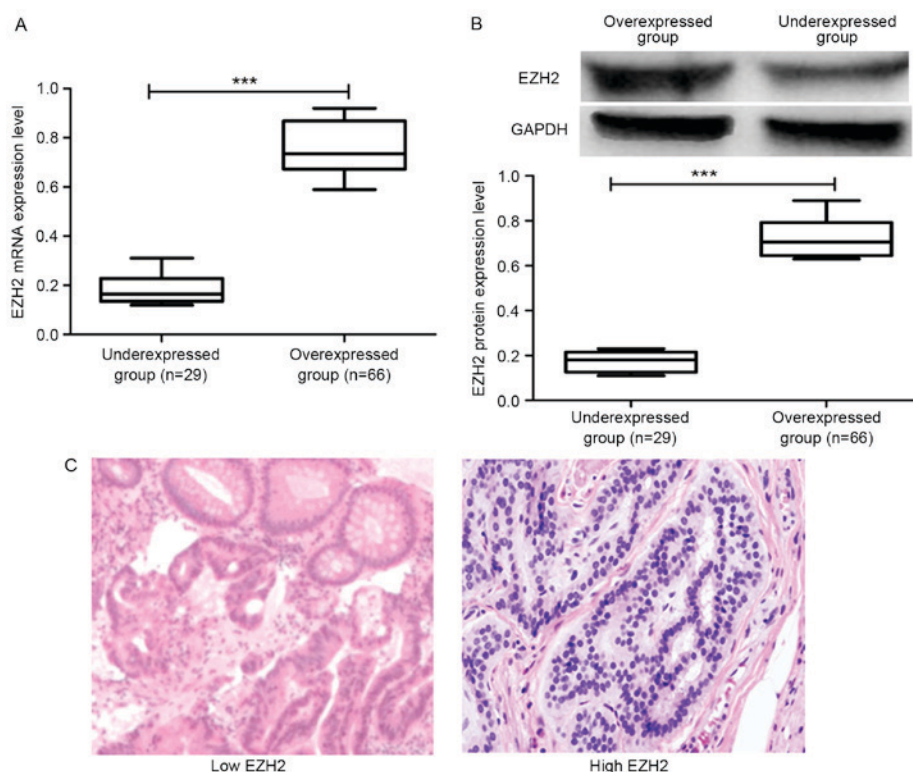 A
EZH2 mRNA expression level
1.0
0.8
0.6
0.4
0.2
0.0
***
Underexpressed
group (n=29)
Overexpressed
group (n=66)
B
Overexpressed
group
Underexpressed
group
EZH2
GAPDH
EZH2 protein expression level
1.0
0.8
0.6
0.4
0.2
0.0
***
Underexpressed
group (n=29)
Overexpressed
group (n=66)
C
Low EZH2
High EZH2